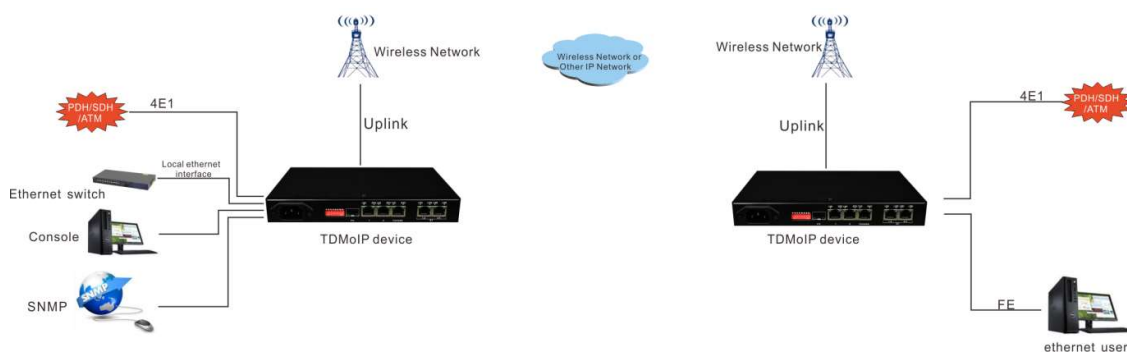 Wireless Network
Wireless Network or
Other IP Network
Wireless Network
PDH/SDH
/ATM
4E1
Uplink
Uplink
4E1
PDH/SDH
/ATM
Local ethernet
interface
Ethernet switch
Console
TDMoIP device
TDMoIP device
SNMP
SNMP
FE
ethernet user